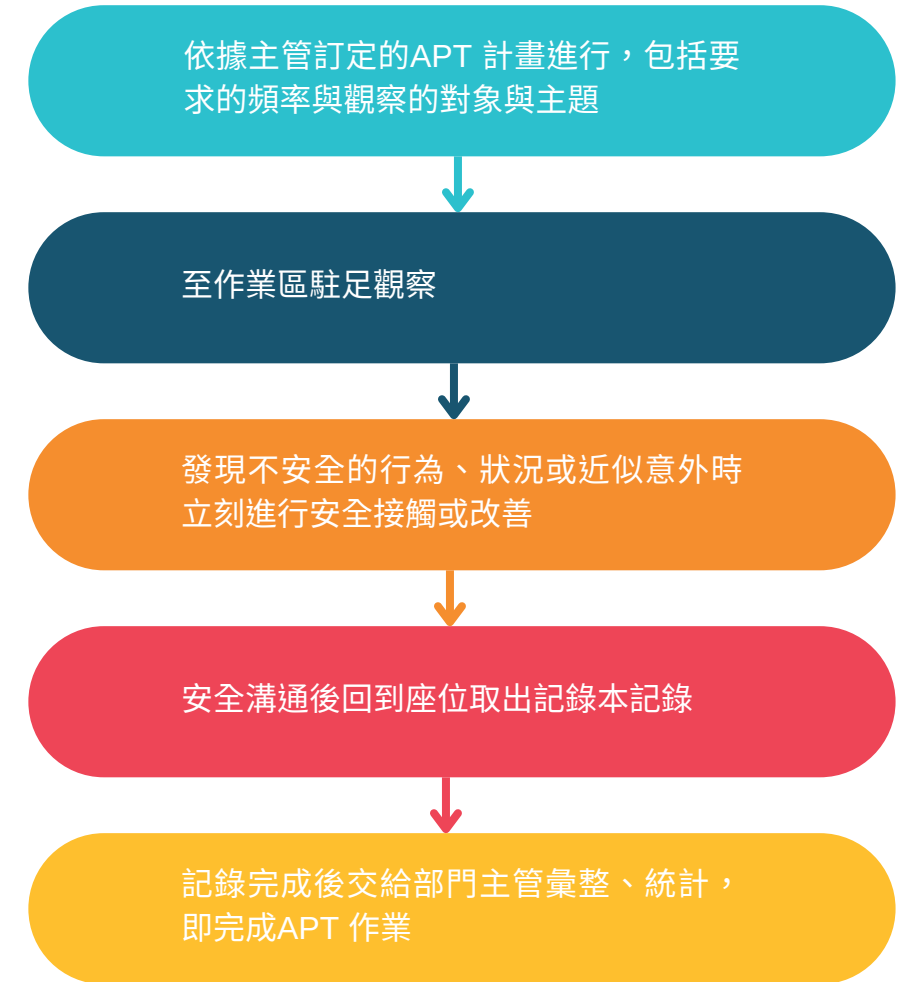 依據主管訂定的APT 計畫進行，包括要
求的頻率與觀察的對象與主題
至作業區駐足觀察
發現不安全的行為、狀況或近似意外時
立刻進行安全接觸或改善
安全溝通後回到座位取出記錄本記錄
記錄完成後交給部門主管彙整、統計，
即完成APT 作業